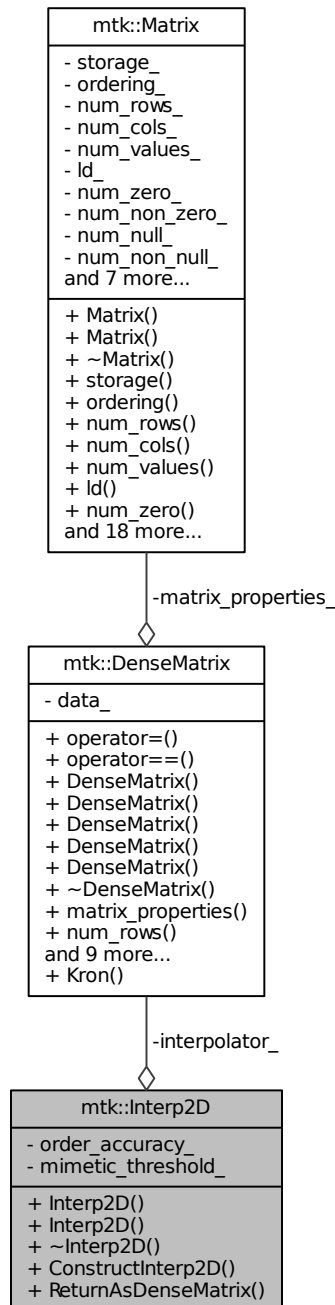 mtk::Matrix
- storage_
- ordering_
- num_rows_
- num_cols_
- num_values_
- ld_
- num_zero_
- num_non_zero_
- num_null_
- num_non_null_
and 7 more...
+ Matrix()
+ Matrix()
+ ~Matrix()
+ storage()
+ ordering()
+ num_rows()
+ num_cols()
+ num_values()
+ ld()
+ num_zero()
and 18 more...
-matrix_properties_
mtk::DenseMatrix
- data_
+ operator=()
+ operator==()
+ DenseMatrix()
+ DenseMatrix()
+ DenseMatrix()
+ DenseMatrix()
+ DenseMatrix()
+ ~DenseMatrix()
+ matrix_properties()
+ num_rows()
and 9 more...
+ Kron()
-interpolator_
mtk::Interp2D
- order_accuracy_
- mimetic_threshold_
+ Interp2D()
+ Interp2D()
+ ~Interp2D()
+ ConstructInterp2D()
+ ReturnAsDenseMatrix()